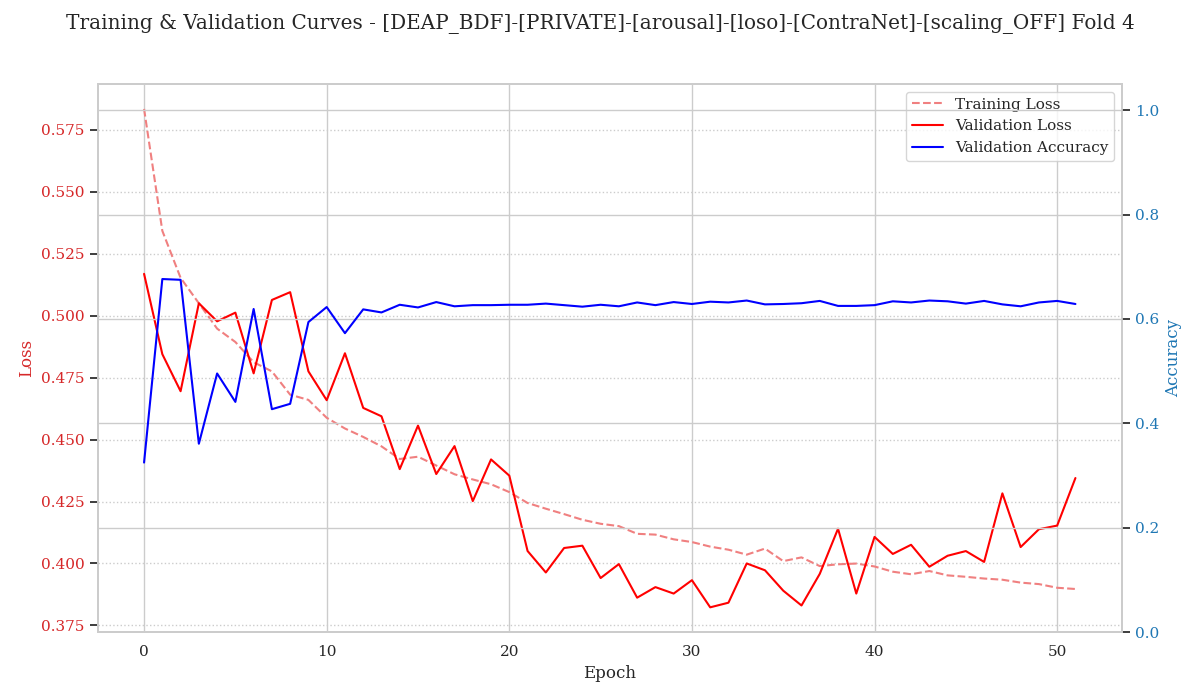 Training & Validation Curves - [DEAP_BDF]-[PRIVATE]-[arousal]-[loso]-[ContraNet]-[scaling_OFF] Fold 4
Training Loss
Validation Loss
Validation Accuracy
Loss
0.575
0.550
0.525
0.500
0.475
0.450
0.425
0.400
0.375
1.0
0.8
0.6
0.4
0.2
0.0
Accuracy
0 10 20 30 40 50
Epoch